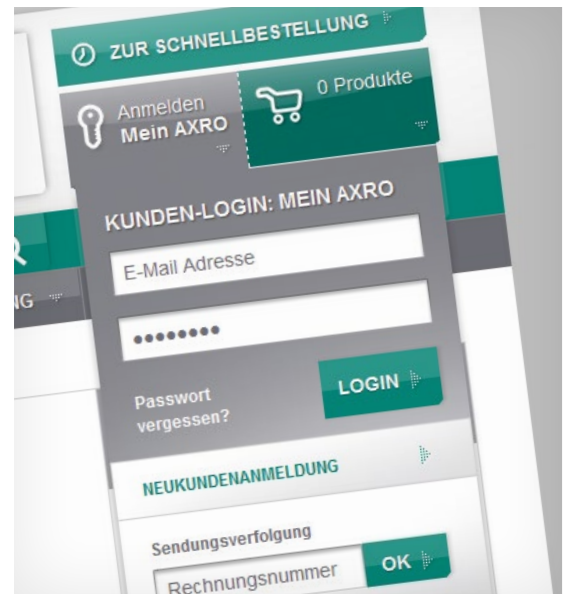 ZUR SCHNELLBESTELLUNG
Anmelden
Mein AXRO
0 Produkte
KUNDEN-LOGIN: MEIN AXRO
E-Mail Adresse
••••••••
NG
Passwort
vergessen?
LOGIN
NEUKUNDENANMELDUNG
Sendungsverfolgung
Rechnungsnummer
OK